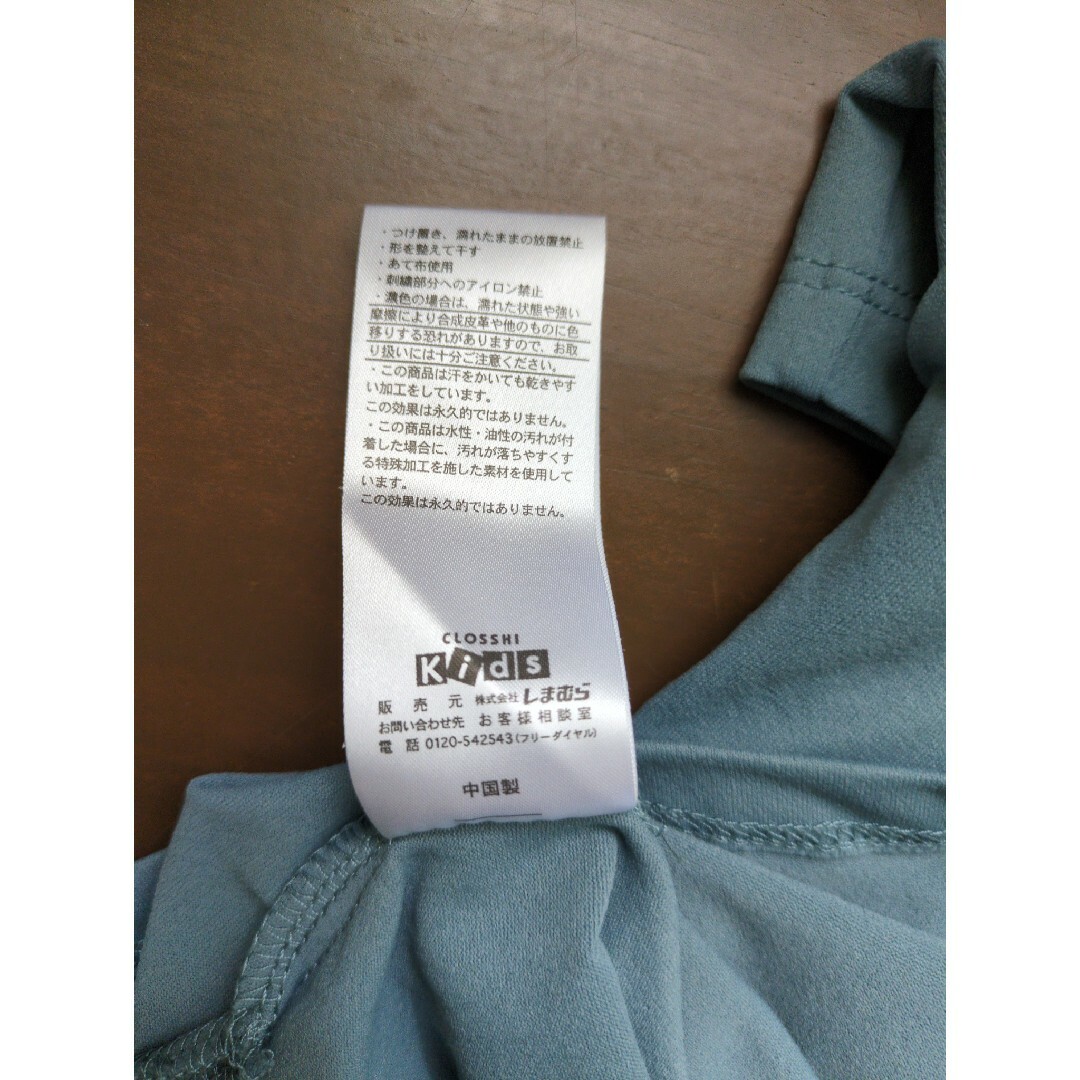 ・つけ置き、濡れたままの放置禁止
・形を整えて干す
・あて布使用
・刺繍部分へのアイロン禁止
・濃色の場合は、濡れた状態や強い
摩擦により合成皮革や他のものに色
移りする恐れがありますので、お取
り扱いには十分ご注意ください。
・この商品は汗をかいても乾きやす
い加工をしています。
この効果は永久的ではありません。
・この商品は水性・油性の汚れが付
着した場合に、汚れが落ちやすくす
る特殊加工を施した素材を使用して
います。
この効果は永久的ではありません。
CLOSSHI
Kids
販売元 株式会社しまむら
お問い合わせ先 お客様相談室
電話 0120-542543(フリーダイヤル)
中国製